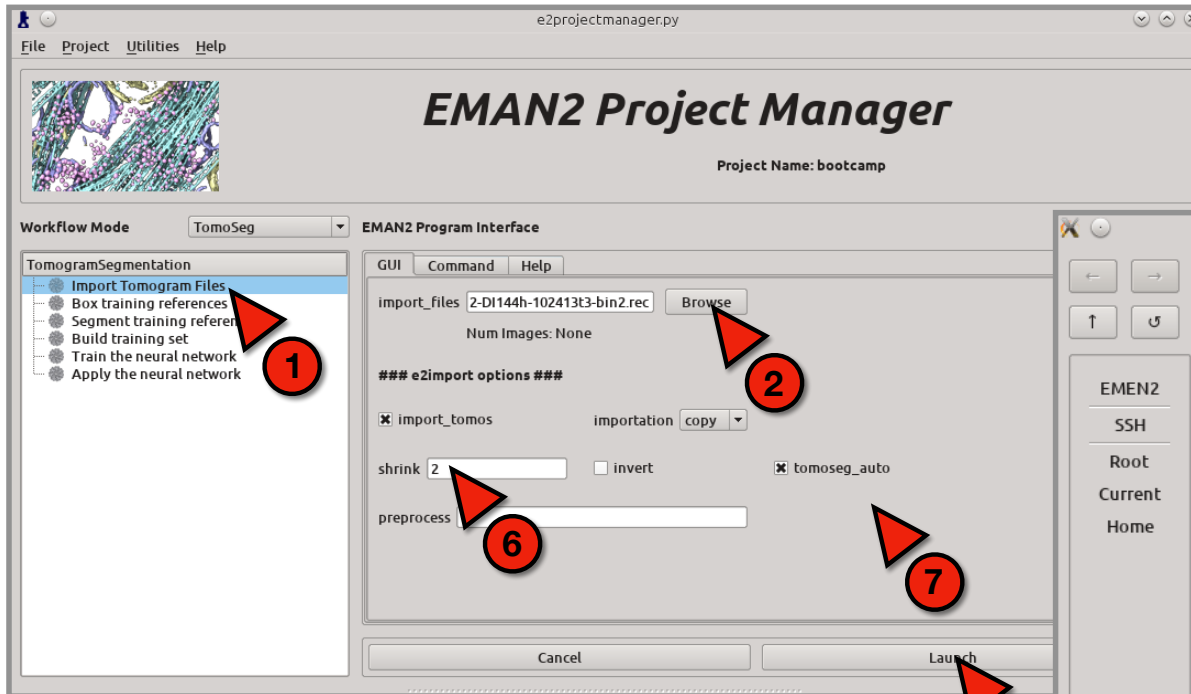 e2projectmanager.py
File Project Utilities Help
EMAN2 Project Manager
Project Name: bootcamp
Workflow Mode TomoSeg
EMAN2 Program Interface
TomogramSegmentation
Import Tomogram Files
Box training references
Segment training referen
Build training set
Train the neural network
Apply the neural network
1
GUI Command Help
import_files 2-DI144h-102413t3-bin2.rec Browse
Num Images: None
2
### e2import options ###
import_tomos importation copy
shrink 2 invert tomoseg_auto
preprocess
6
7
Cancel Launch
EMEN2
SSH
Root
Current
Home